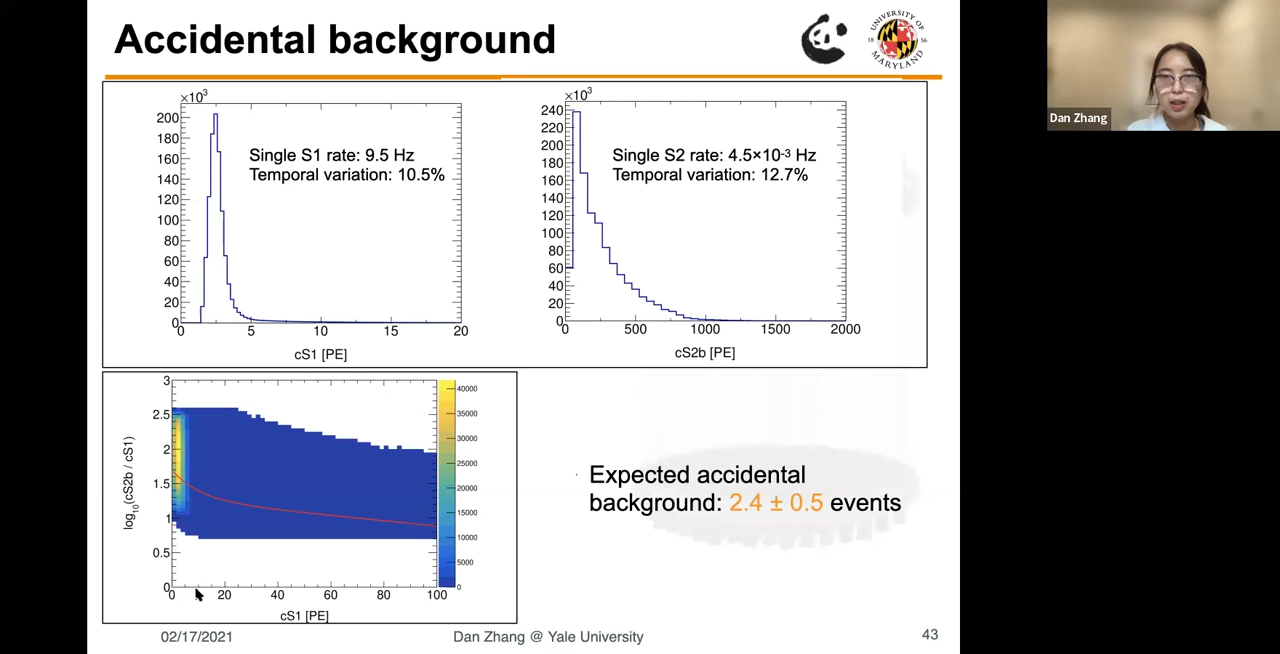 Accidental background
UNIVERSITY OF
18 56
MARYLAND
Dan Zhang
×10³
200
180
160
140
120
100
80
60
40
20
0
0 5 10 15 20
cS1 [PE]
Single S1 rate: 9.5 Hz
Temporal variation: 10.5%
×10³
240
220
200
180
160
140
120
100
80
60
40
20
0
0 500 1000 1500 2000
cS2b [PE]
Single S2 rate: 4.5×10⁻³ Hz
Temporal variation: 12.7%
3
2.5
2
1.5
1
0.5
0
log₁₀(cS2b / cS1)
0 20 40 60 80 100
cS1 [PE]
40000
35000
30000
25000
20000
15000
10000
5000
0
Expected accidental
background: 2.4 ± 0.5 events
02/17/2021
Dan Zhang @ Yale University
43